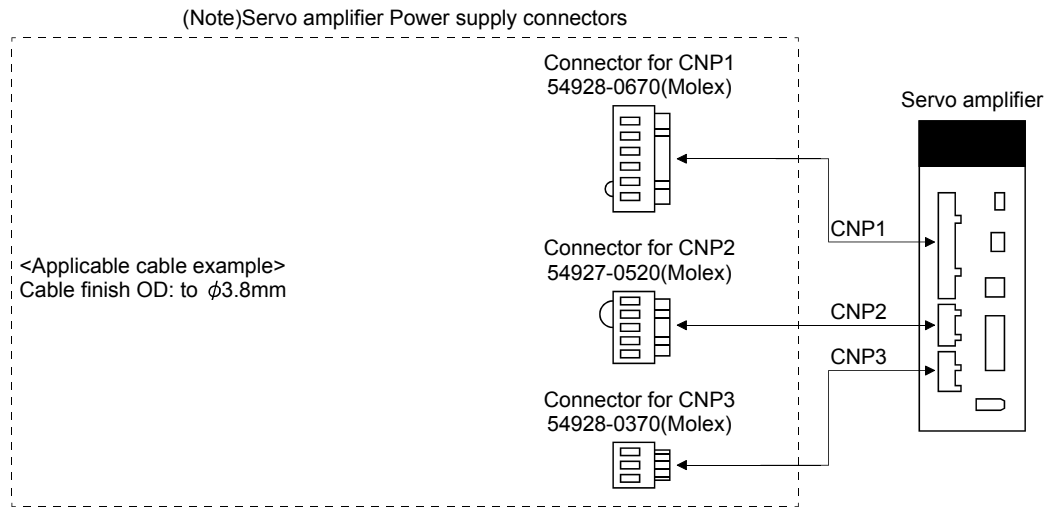 (Note)Servo amplifier Power supply connectors
Connector for CNP1
54928-0670(Molex)
Servo amplifier
CNP1
<Applicable cable example>
Cable finish OD: to ϕ3.8mm
Connector for CNP2
54927-0520(Molex)
CNP2
CNP3
Connector for CNP3
54928-0370(Molex)